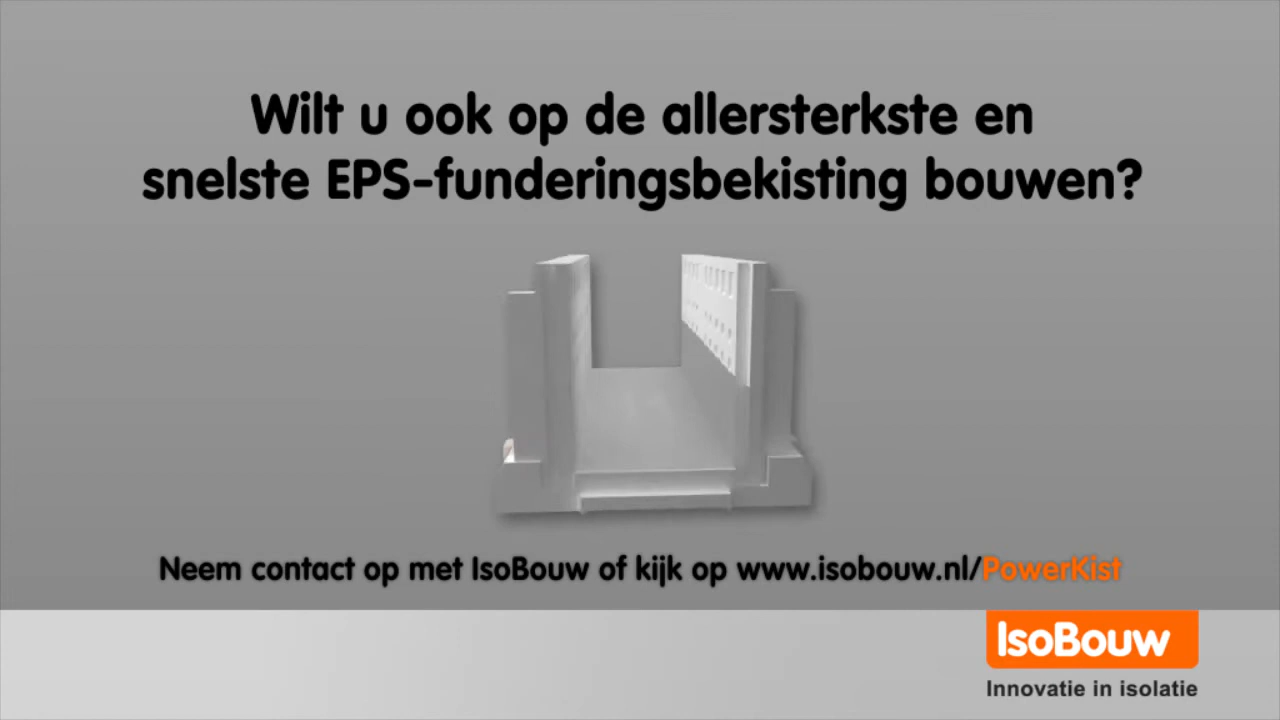 Wilt u ook op de allersterkste en
snelste EPS-funderingsbekisting bouwen?
Neem contact op met IsoBouw of kijk op www.isobouw.nl/PowerKist
IsoBouw
Innovatie in isolatie